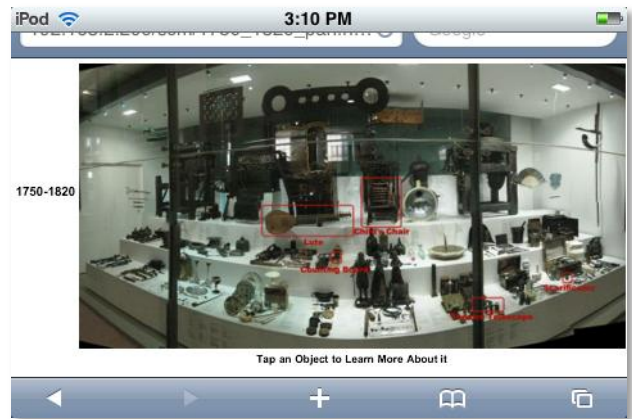 iPod 3:10 PM
1750-1820
Child's Chair
Lute
Counting Board
Scarificator
Tap an Object to Learn More About it